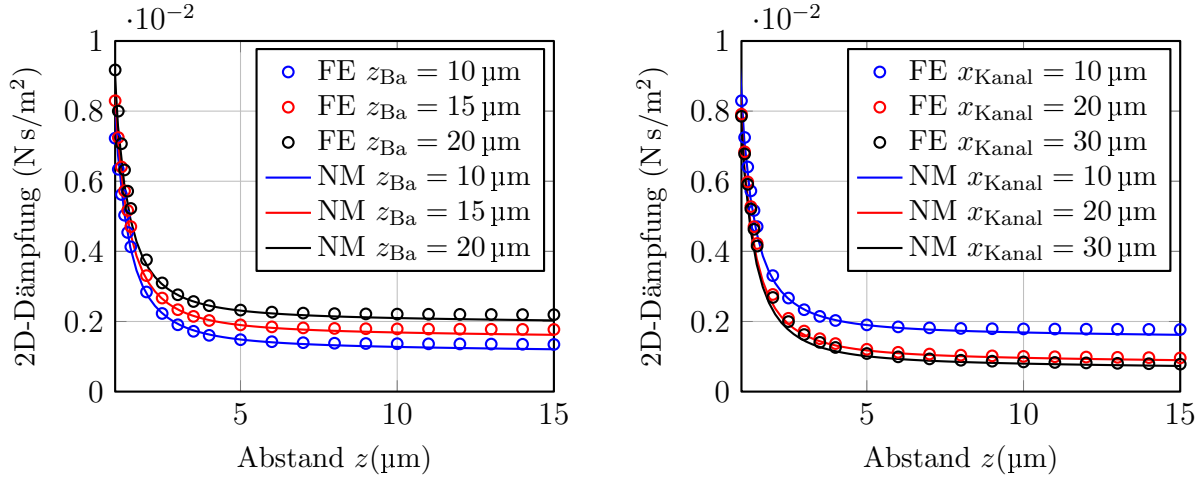 ·10⁻²
1
0.8
0.6
0.4
0.2
0
5
10
15
2D-Dämpfung (N s/m²)
Abstand z(µm)
FE z_Ba = 10 µm
FE z_Ba = 15 µm
FE z_Ba = 20 µm
NM z_Ba = 10 µm
NM z_Ba = 15 µm
NM z_Ba = 20 µm
·10⁻²
1
0.8
0.6
0.4
0.2
0
5
10
15
2D-Dämpfung (N s/m²)
Abstand z(µm)
FE x_Kanal = 10 µm
FE x_Kanal = 20 µm
FE x_Kanal = 30 µm
NM x_Kanal = 10 µm
NM x_Kanal = 20 µm
NM x_Kanal = 30 µm